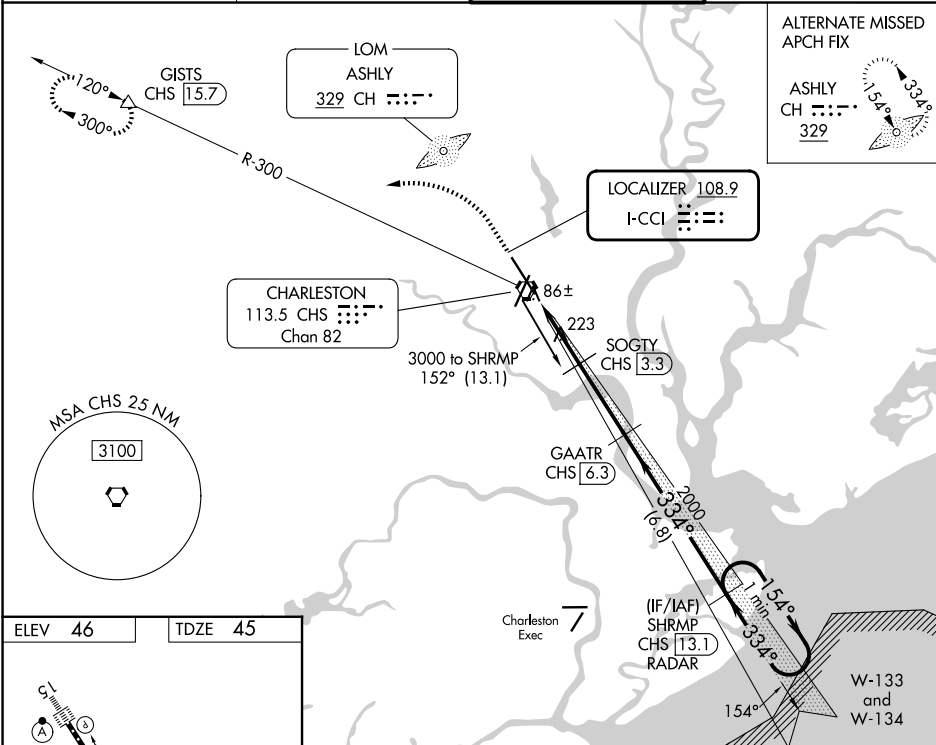 ALTERNATE MISSED
APCH FIX
ASHLY
CH
329
154°
334°
LOM
ASHLY
329 CH
120°
300°
GISTS
CHS 15.7
R-300
LOCALIZER 108.9
I-CCI
CHARLESTON
113.5 CHS
Chan 82
86±
223
3000 to SHRMP
152° (13.1)
SOGTY
CHS 3.3
MSA CHS 25 NM
3100
GAATR
CHS 6.3
2000
334°
(6.8)
1 min
154°
334°
Charleston
Exec
(IF/IAF)
SHRMP
CHS 13.1
RADAR
154°
W-133
and
W-134
ELEV 46
TDZE 45
15
A
P